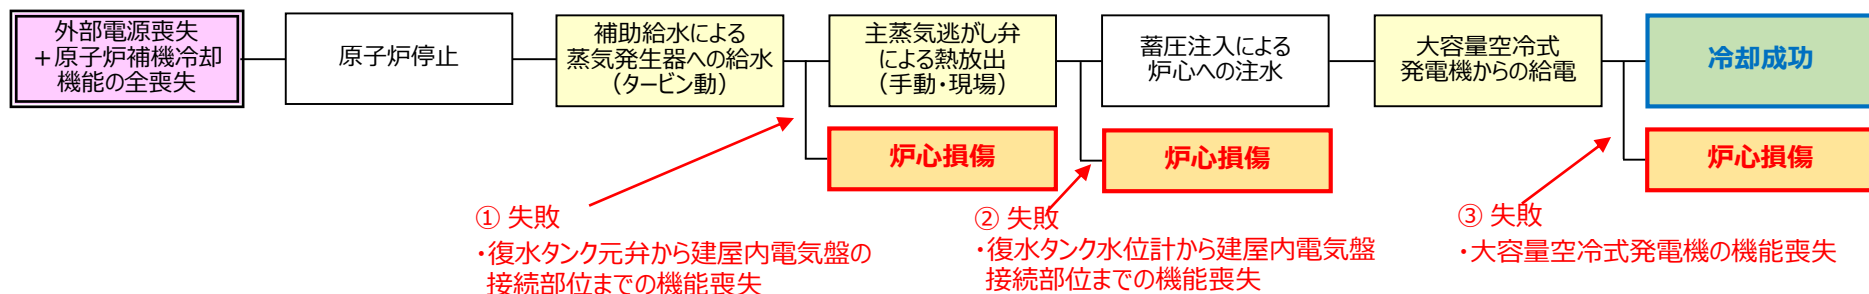 外部電源喪失
＋原子炉補機冷却
機能の全喪失
原子炉停止
補助給水による
蒸気発生器への給水
（タービン動）
主蒸気逃がし弁
による熱放出
（手動・現場）
蓄圧注入による
炉心への注水
大容量空冷式
発電機からの給電
冷却成功
炉心損傷
炉心損傷
炉心損傷
① 失敗
・復水タンク元弁から建屋内電気盤の
接続部位までの機能喪失
② 失敗
・復水タンク水位計から建屋内電気盤
接続部位までの機能喪失
③ 失敗
・大容量空冷式発電機の機能喪失